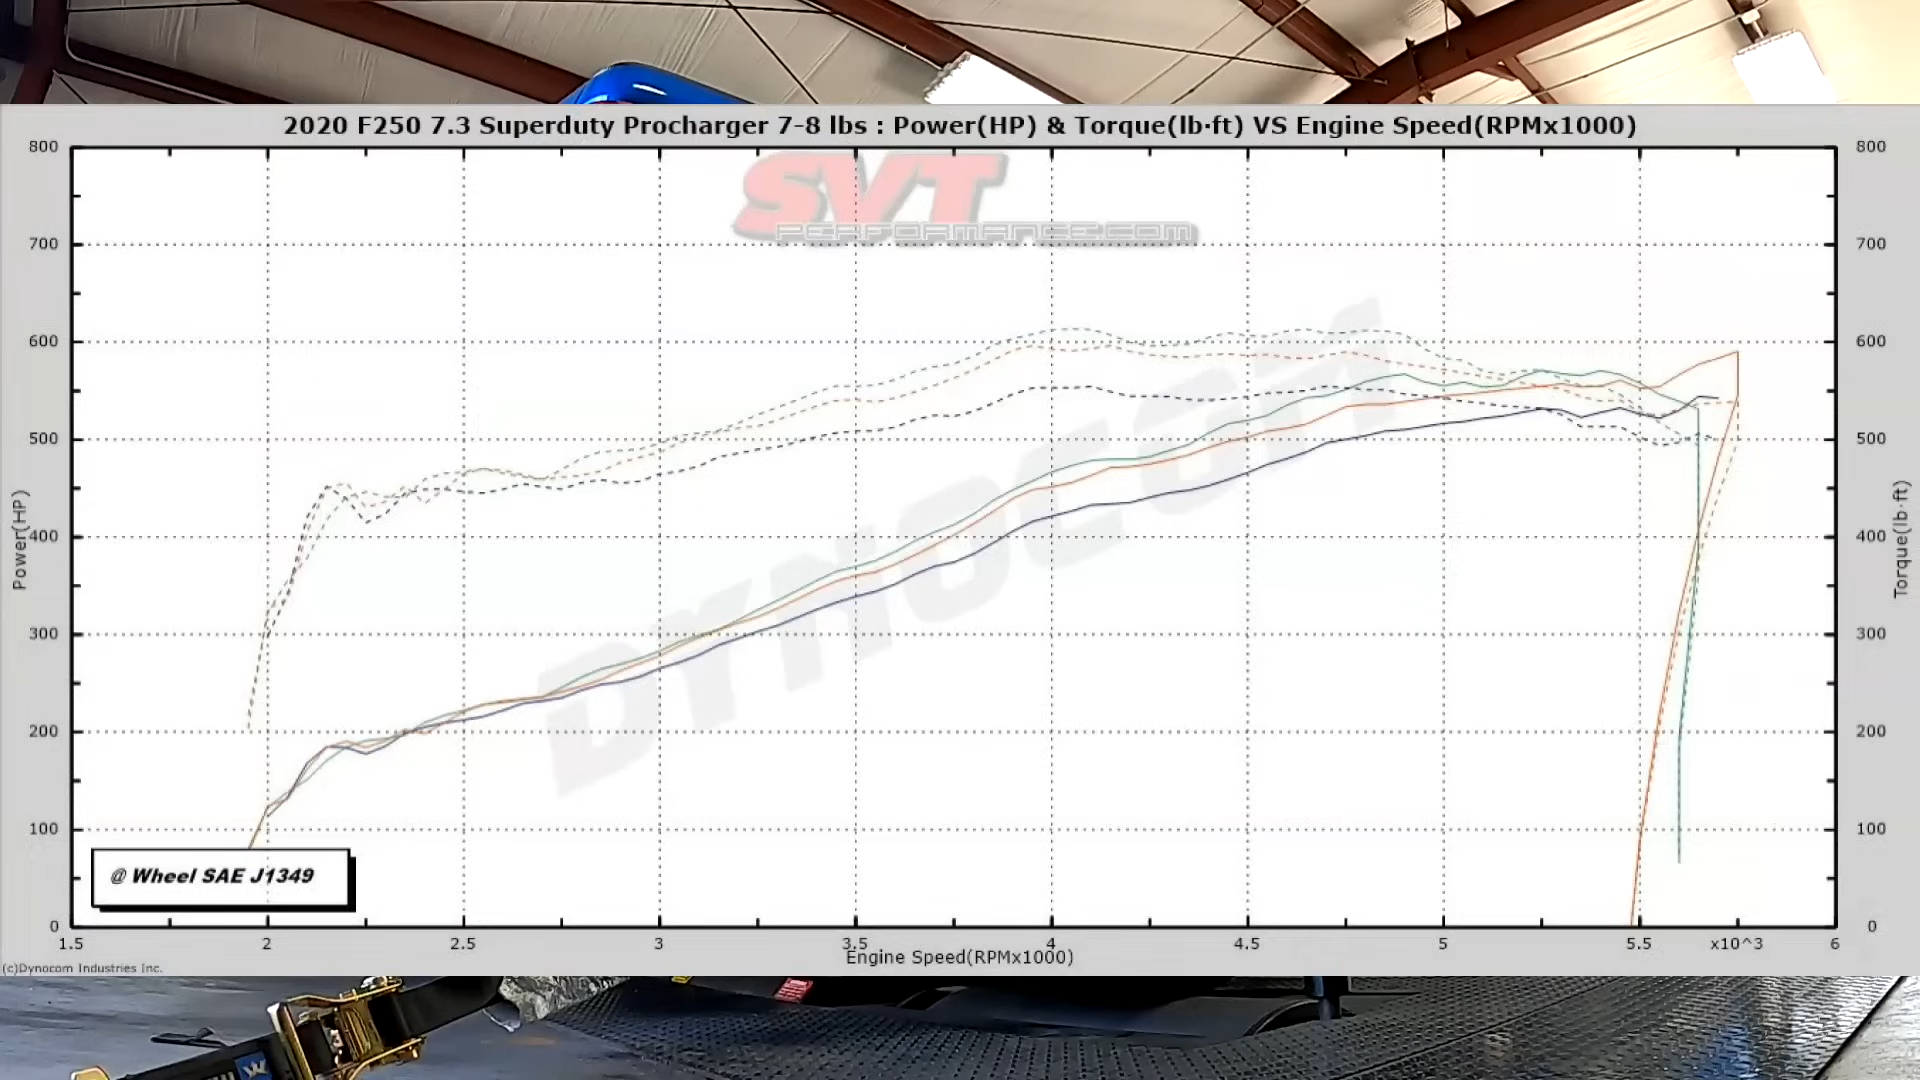 2020 F250 7.3 Superduty Procharger 7-8 lbs : Power(HP) & Torque(lb·ft) VS Engine Speed(RPMx1000)
SVT
PERFORMANCE.COM
DYNOCOM
800
700
600
500
400
300
200
100
0
Power(HP)
800
700
600
500
400
300
200
100
0
Torque(lb·ft)
@ Wheel SAE J1349
1.5 2 2.5 3 3.5 4 4.5 5 5.5 x10^3 6
Engine Speed(RPMx1000)
(c)Dynocom Industries Inc.